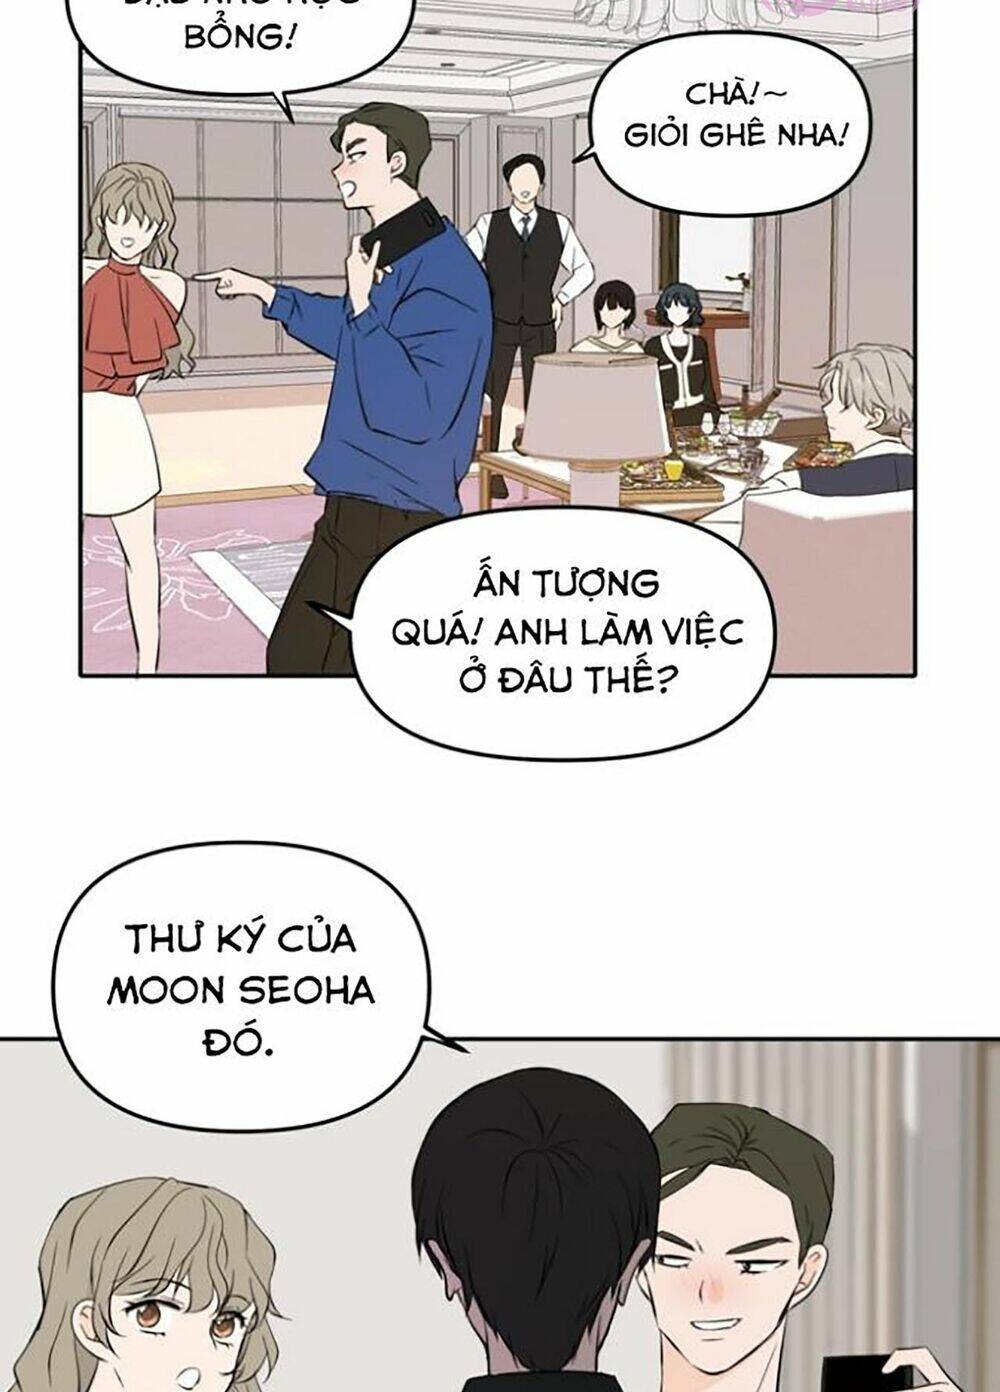 BỔNG!
CHÀ!~
GIỎI GHÊ NHA!
ẤN TƯỢNG
QUÁ! ANH LÀM VIỆC
Ở ĐÂU THẾ?
THƯ KÝ CỦA
MOON SEOHA
ĐÓ.